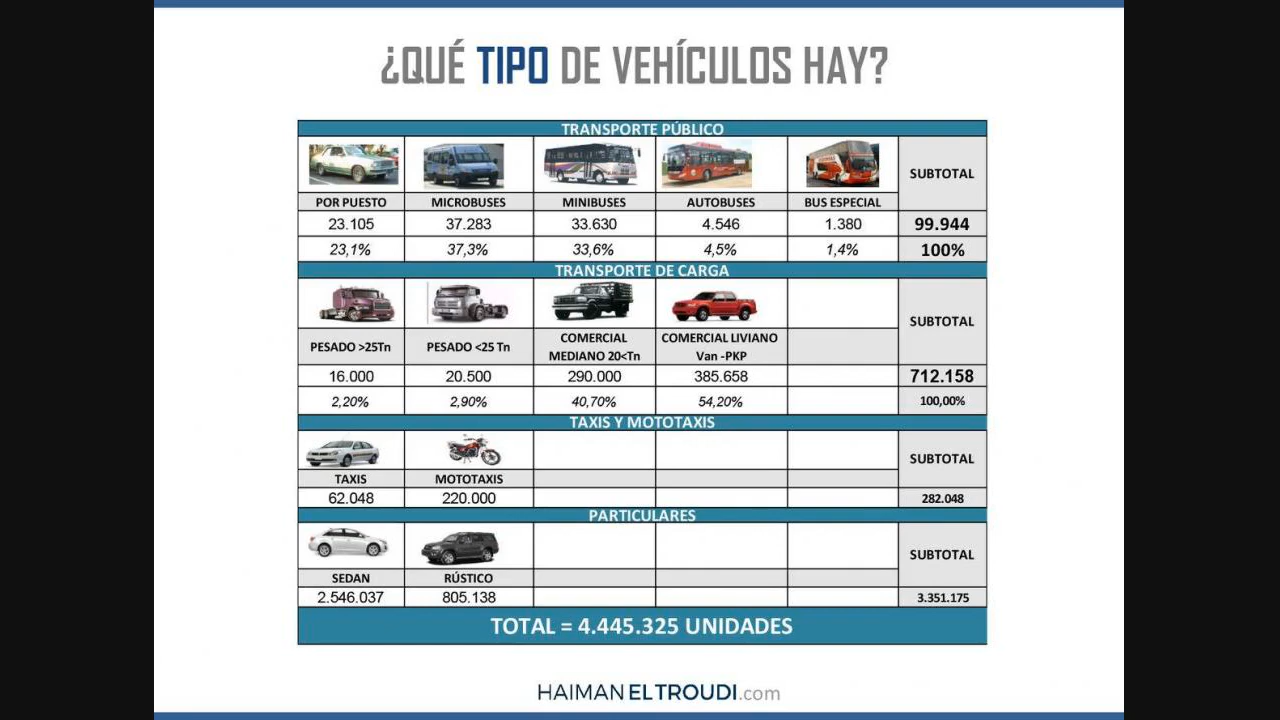 ¿QUÉ TIPO DE VEHÍCULOS HAY?
TRANSPORTE PÚBLICO
SUBTOTAL
POR PUESTO MICROBUSES MINIBUSES AUTOBUSES BUS ESPECIAL
23.105 37.283 33.630 4.546 1.380 99.944
23,1% 37,3% 33,6% 4,5% 1,4% 100%
TRANSPORTE DE CARGA
SUBTOTAL
PESADO >25Tn PESADO <25 Tn COMERCIAL MEDIANO 20<Tn COMERCIAL LIVIANO Van -PKP
16.000 20.500 290.000 385.658 712.158
2,20% 2,90% 40,70% 54,20% 100,00%
TAXIS Y MOTOTAXIS
SUBTOTAL
TAXIS MOTOTAXIS
62.048 220.000 282.048
PARTICULARES
SUBTOTAL
SEDAN RÚSTICO
2.546.037 805.138 3.351.175
TOTAL = 4.445.325 UNIDADES
HAIMAN EL TROUDI.com